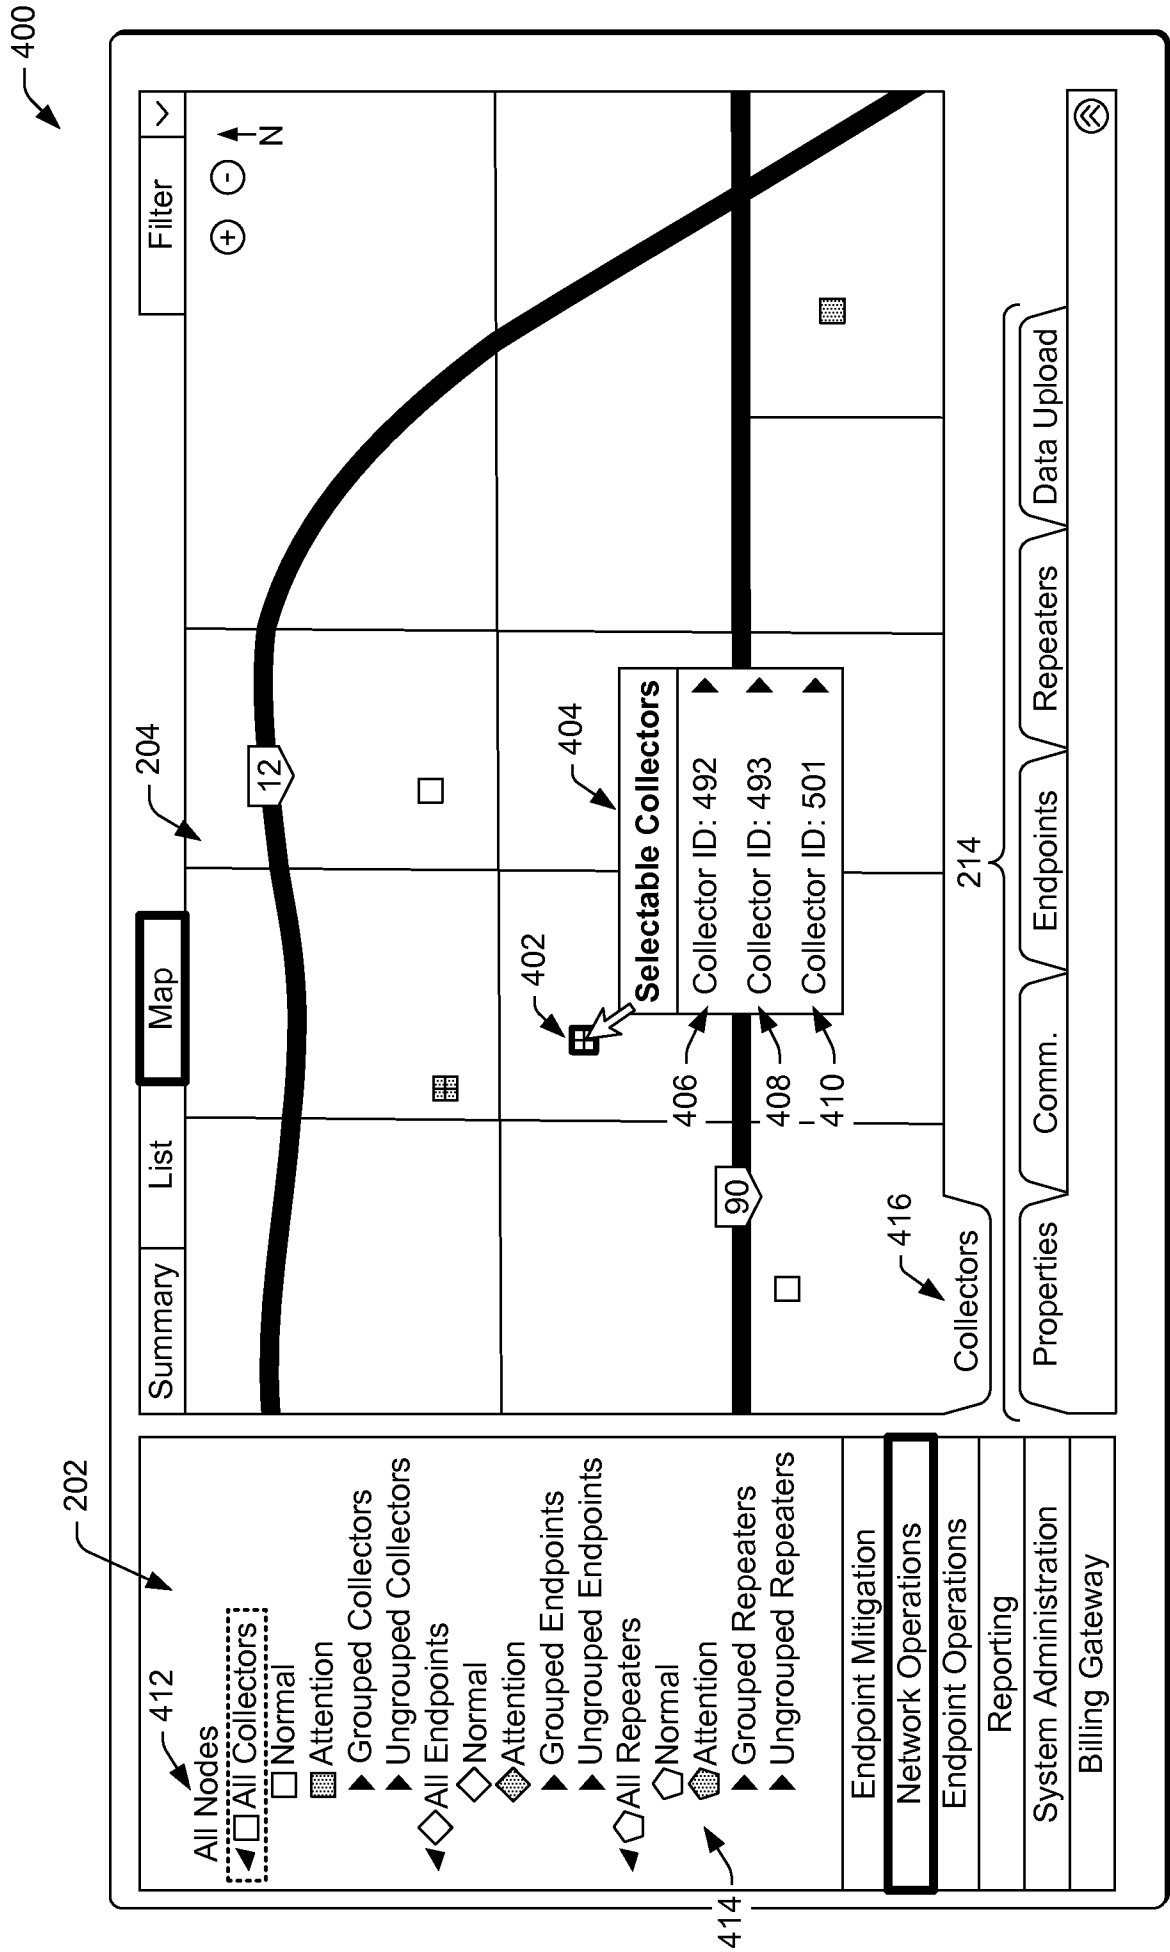 400
202
412
All Nodes
All Collectors
Normal
Attention
Grouped Collectors
Ungrouped Collectors
All Endpoints
Normal
Attention
Grouped Endpoints
Ungrouped Endpoints
All Repeaters
Normal
Attention
Grouped Repeaters
Ungrouped Repeaters
414
Endpoint Mitigation
Network Operations
Endpoint Operations
Reporting
System Administration
Billing Gateway
Summary
List
Map
204
Filter
+
-
N
12
402
404
Selectable Collectors
406
Collector ID: 492
408
Collector ID: 493
410
Collector ID: 501
90
416
Collectors
214
Properties
Comm.
Endpoints
Repeaters
Data Upload